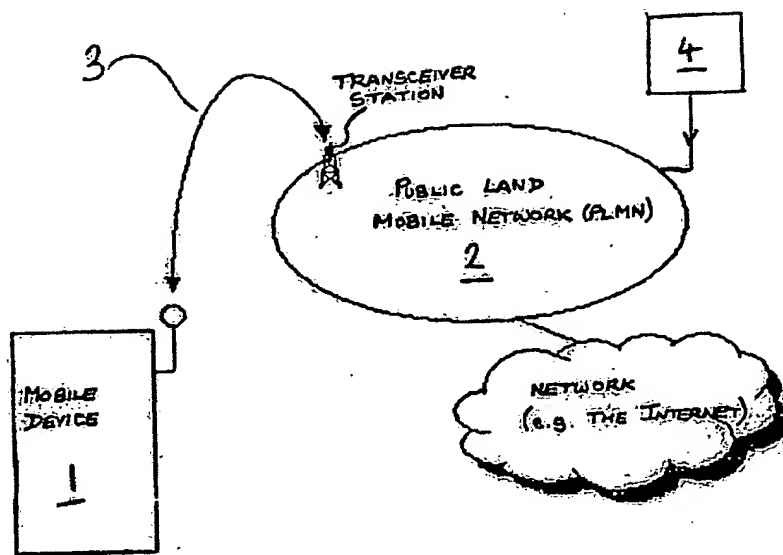 3
TRANSCEIVER
STATION
4
PUBLIC LAND
MOBILE NETWORK (PLMN)
2
MOBILE
DEVICE
1
NETWORK
(e.g. THE INTERNET)